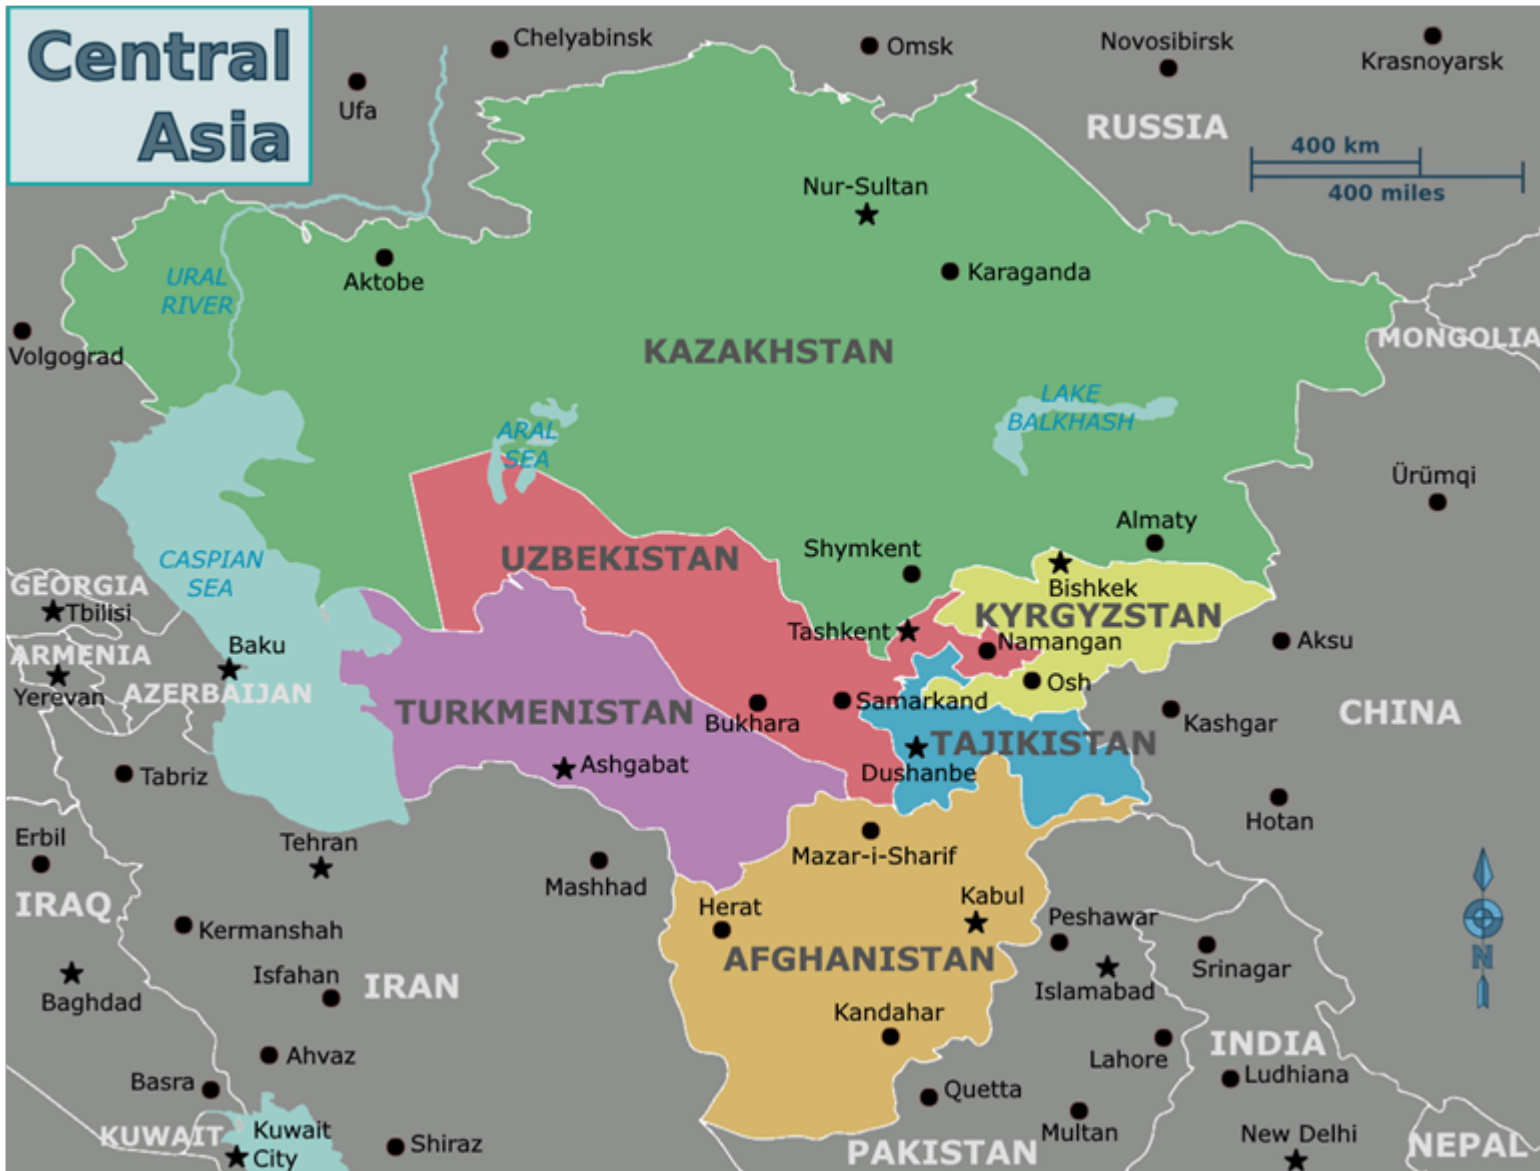 Central
Asia
Chelyabinsk
Omsk
Novosibirsk
Krasnoyarsk
Ufa
RUSSIA
400 km
400 miles
Nur-Sultan
Aktobe
Karaganda
URAL
RIVER
Volgograd
KAZAKHSTAN
MONGOLIA
LAKE
BALKHASH
ARAL
SEA
Ürümqi
Almaty
Shymkent
UZBEKISTAN
CASPIAN
SEA
GEORGIA
Tbilisi
Bishkek
KYRGYZSTAN
Tashkent
Namangan
Aksu
Baku
ARMENIA
Yerevan
AZERBAIJAN
Osh
Samarkand
Bukhara
TURKMENISTAN
Kashgar
CHINA
TAJIKISTAN
Dushanbe
Ashgabat
Tabriz
Hotan
Erbil
Tehran
Mazar-i-Sharif
Mashhad
IRAQ
Herat
Kabul
Peshawar
Kermanshah
AFGHANISTAN
Srinagar
Isfahan
IRAN
Islamabad
N
Baghdad
Kandahar
Lahore
INDIA
Ahvaz
Basra
Quetta
Ludhiana
KUWAIT
Kuwait
City
Shiraz
Multan
New Delhi
PAKISTAN
NEPAL